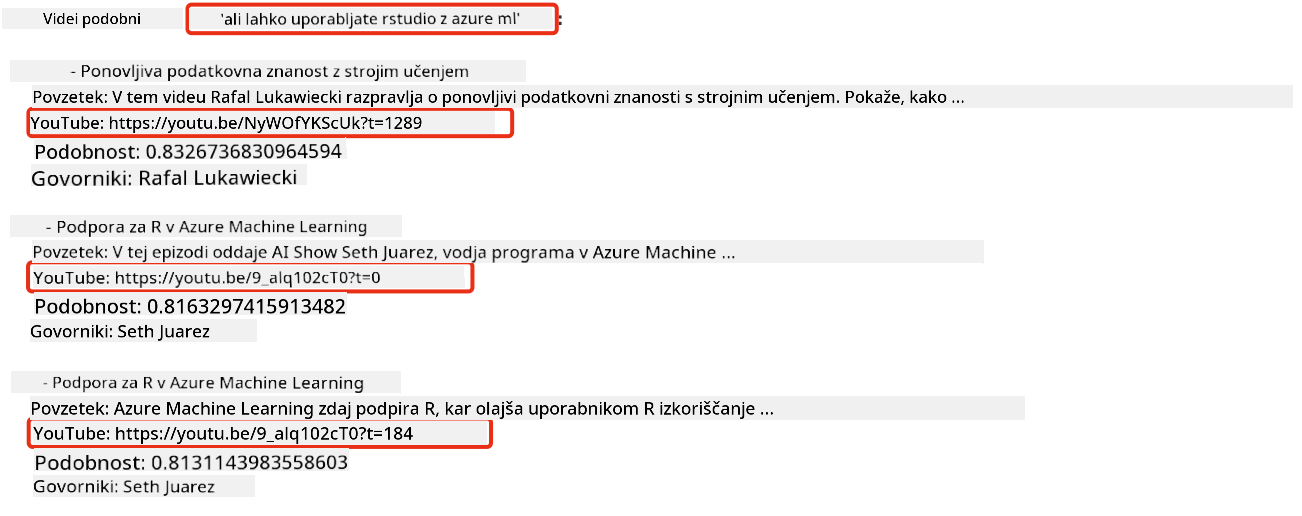 Videi podobni 'ali lahko uporabljate rstudio z azure ml':
- Ponovljiva podatkovna znanost z strojim učenjem
Povzetek: V tem videu Rafal Lukawiecki razpravlja o ponovljivi podatkovni znanosti s strojnim učenjem. Pokaže, kako ...
YouTube: https://youtu.be/NyWOfYKScUk?t=1289
Podobnost: 0.8326736830964594
Govorniki: Rafal Lukawiecki
- Podpora za R v Azure Machine Learning
Povzetek: V tej epizodi oddaje AI Show Seth Juarez, vodja programa v Azure Machine ...
YouTube: https://youtu.be/9_alq102cT0?t=0
Podobnost: 0.8163297415913482
Govorniki: Seth Juarez
- Podpora za R v Azure Machine Learning
Povzetek: Azure Machine Learning zdaj podpira R, kar olajša uporabnikom R izkoriščanje ...
YouTube: https://youtu.be/9_alq102cT0?t=184
Podobnost: 0.8131143983558603
Govorniki: Seth Juarez